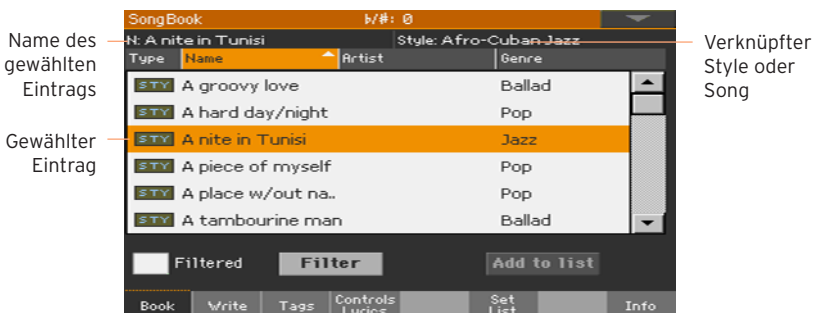 SongBook ♭/#: 0
N: A nite in Tunisi Style: Afro-Cuban Jazz
Type Name Artist Genre
STY A groovy love Ballad
STY A hard day/night Pop
STY A nite in Tunisi Jazz
STY A piece of myself Pop
STY A place w/out na.. Pop
STY A tambourine man Ballad
Filtered Filter Add to list
Book Write Tags Controls Lyrics Set List Info
Name des
gewählten
Eintrags
Gewählter
Eintrag
Verknüpfter
Style oder
Song